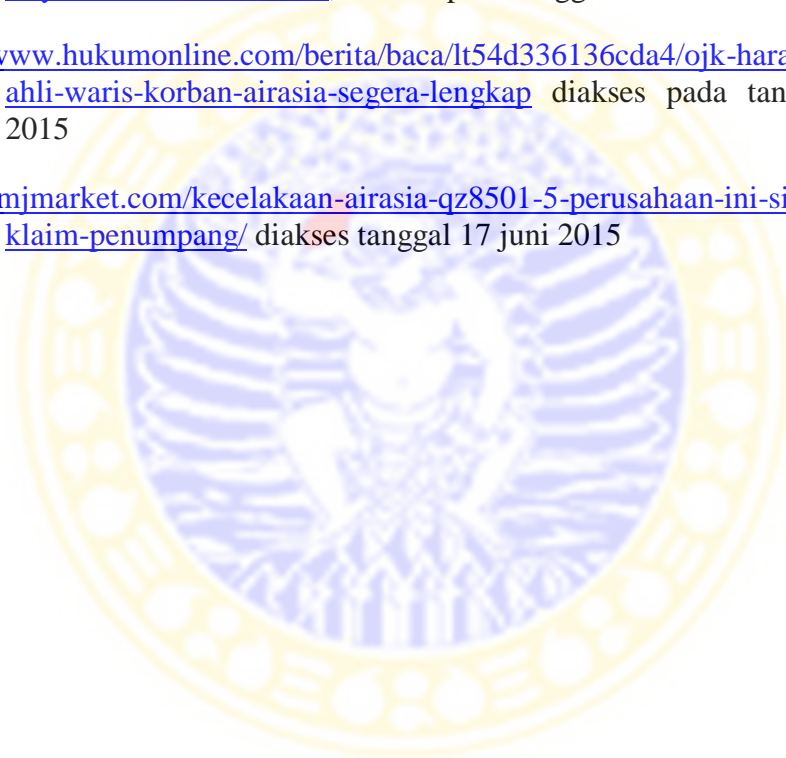 www.hukumonline.com/berita/baca/lt54d336136cda4/ojk-hara
ahli-waris-korban-airasia-segera-lengkap diakses pada tan
2015
mjmarket.com/kecelakaan-airasia-qz8501-5-perusahaan-ini-si
klaim-penumpang/ diakses tanggal 17 juni 2015